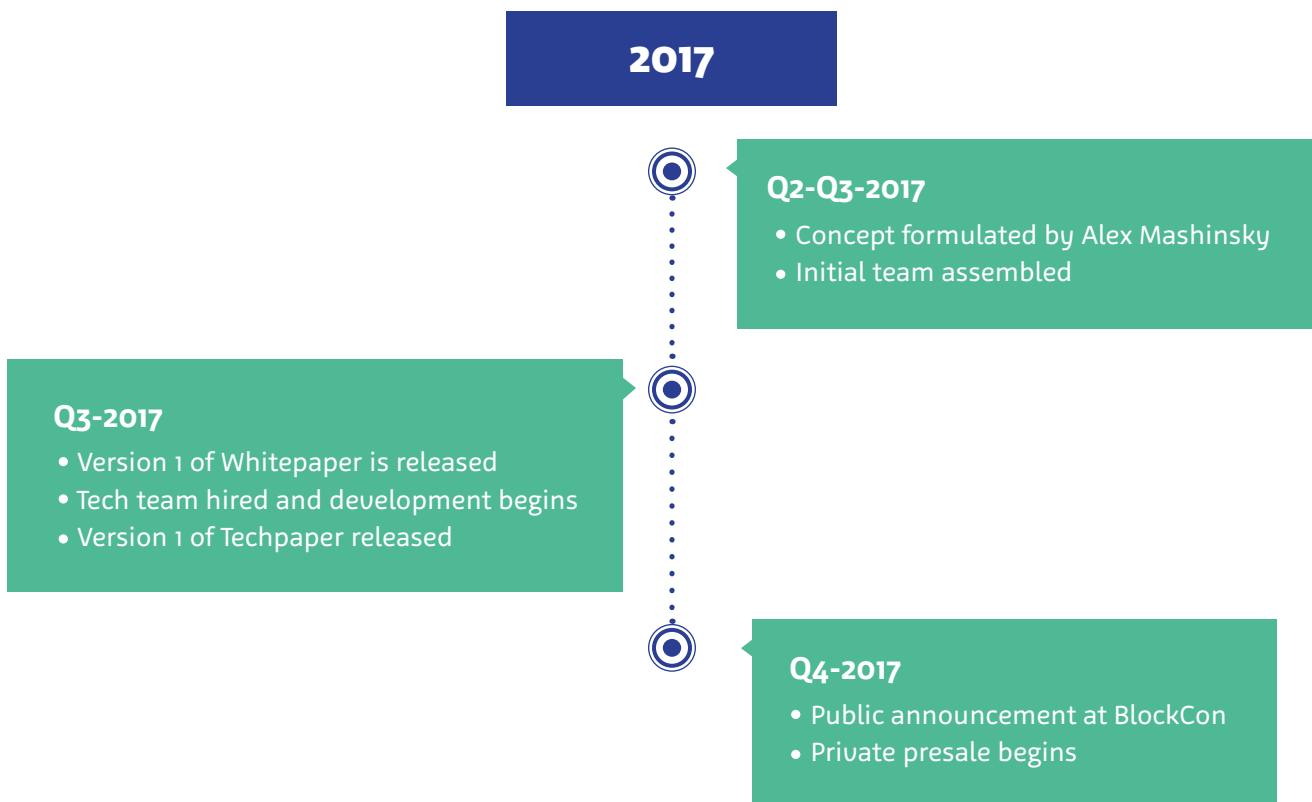 2017
Q2-Q3-2017
• Concept formulated by Alex Mashinsky
• Initial team assembled
Q3-2017
• Version 1 of Whitepaper is released
• Tech team hired and development begins
• Version 1 of Techpaper released
Q4-2017
• Public announcement at BlockCon
• Private presale begins